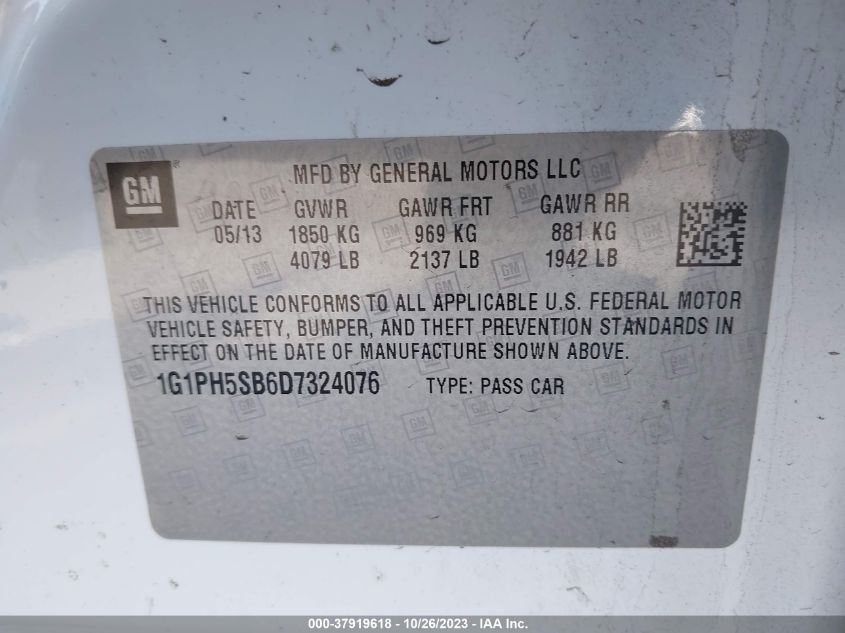 GM
MFD BY GENERAL MOTORS LLC
DATE GVWR GAWR FRT GAWR RR
05/13 1850 KG 969 KG 881 KG
4079 LB 2137 LB 1942 LB
THIS VEHICLE CONFORMS TO ALL APPLICABLE U.S. FEDERAL MOTOR
VEHICLE SAFETY, BUMPER, AND THEFT PREVENTION STANDARDS IN
EFFECT ON THE DATE OF MANUFACTURE SHOWN ABOVE.
1G1PH5SB6D7324076 TYPE: PASS CAR
000-37919618 - 10/26/2023 - © IAA Inc.